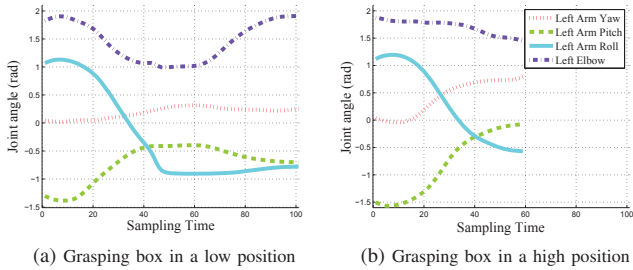 2
1.5
1
0.5
0
−0.5
−1
−1.5
0
20
40
60
80
100
Joint angle (rad)
Sampling Time
(a) Grasping box in a low position
2
1.5
1
0.5
0
−0.5
−1
−1.5
0
20
40
60
80
100
Joint angle (rad)
Sampling Time
Left Arm Yaw
Left Arm Pitch
Left Arm Roll
Left Elbow
(b) Grasping box in a high position